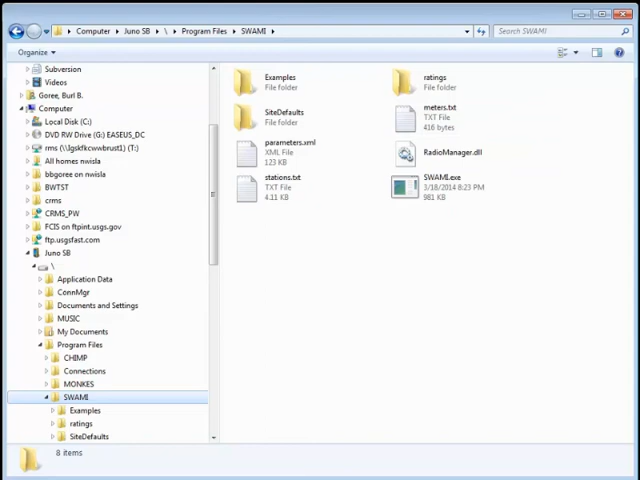 Computer ▸ Juno SB ▸ \ ▸ Program Files ▸ SWAMI ▸
Search SWAMI
Organize
Subversion
Videos
Goree, Burl B.
Computer
Local Disk (C:)
DVD RW Drive (G:) EASEUS_DC
rms (\\Igskfkcwwbrust1) (T:)
All homes nwisla
bbgoree on nwisla
BWTST
crms
CRMS_PW
FCIS on ftpint.usgs.gov
ftp.usgsfast.com
Juno SB
\
Application Data
ConnMgr
Documents and Settings
MUSIC
My Documents
Program Files
CHIMP
Connections
MONKES
SWAMI
Examples
ratings
SiteDefaults
Examples
File folder
ratings
File folder
SiteDefaults
File folder
meters.txt
TXT File
416 bytes
parameters.xml
XML File
123 KB
RadioManager.dll
stations.txt
TXT File
4.11 KB
SWAMI.exe
3/18/2014 8:23 PM
981 KB
8 items